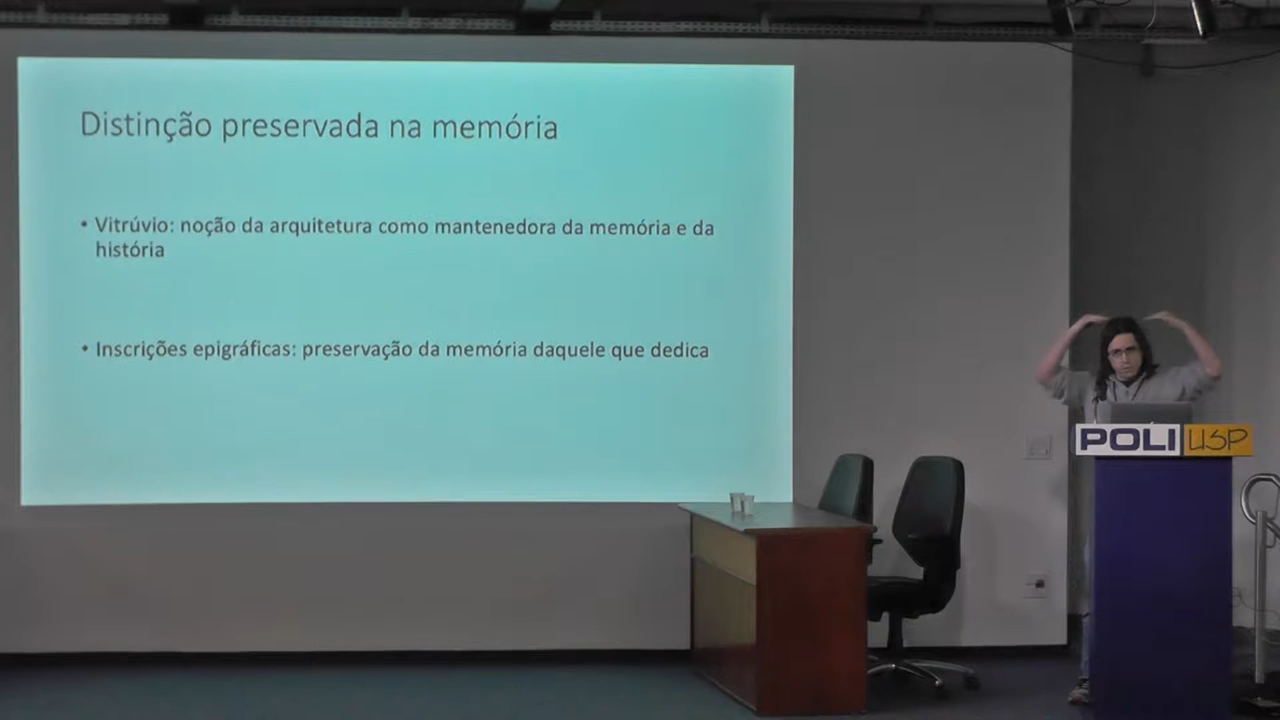 Distinção preservada na memória
• Vitrúvio: noção da arquitetura como mantenedora da memória e da
história
• Inscrições epigráficas: preservação da memória daquele que dedica
POLI USP